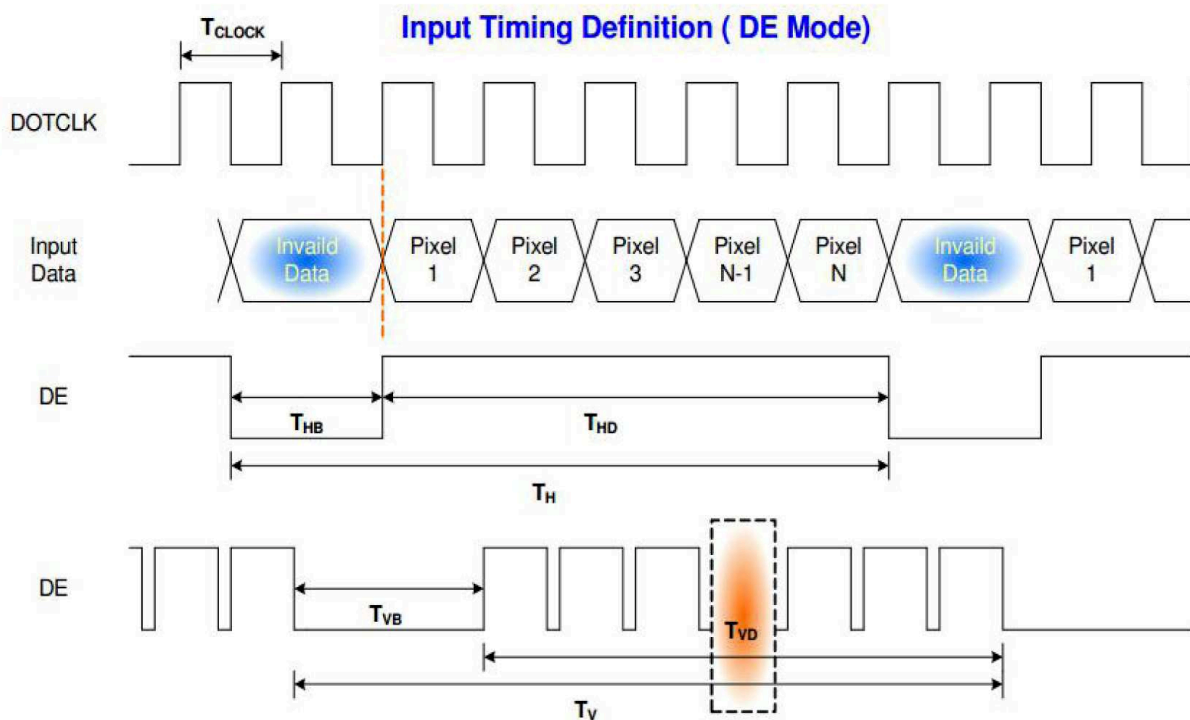 Input Timing Definition ( DE Mode)
TCLOCK
DOTCLK
Input
Data
Invaild
Data
Pixel
1
Pixel
2
Pixel
3
Pixel
N-1
Pixel
N
Invaild
Data
Pixel
1
DE
THB
THD
TH
DE
TVB
TVD
TV